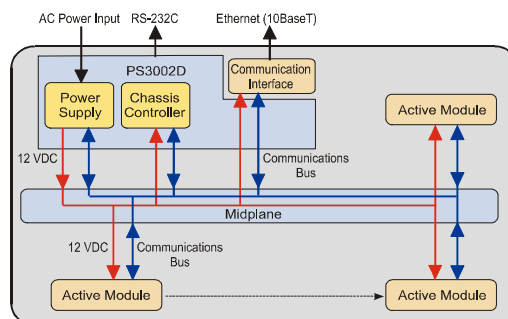 AC Power Input
RS-232C
Ethernet (10BaseT)
PS3002D
Communication
Interface
Power
Supply
Chassis
Controller
Active Module
12 VDC
Communications
Bus
Midplane
12 VDC
Communications
Bus
Active Module
Active Module